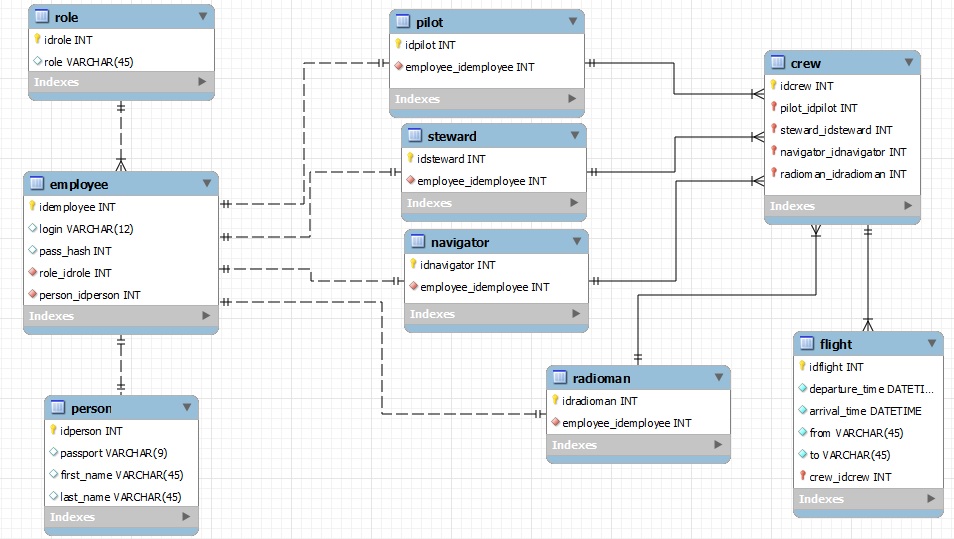 role
idrole INT
role VARCHAR(45)
Indexes
employee
idemployee INT
login VARCHAR(12)
pass_hash INT
role_idrole INT
person_idperson INT
Indexes
person
idperson INT
passport VARCHAR(9)
first_name VARCHAR(45)
last_name VARCHAR(45)
Indexes
pilot
idpilot INT
employee_idemployee INT
Indexes
steward
idsteward INT
employee_idemployee INT
Indexes
navigator
idnavigator INT
employee_idemployee INT
Indexes
radioman
idradioman INT
employee_idemployee INT
Indexes
crew
idcrew INT
pilot_idpilot INT
steward_idsteward INT
navigator_idnavigator INT
radioman_idradioman INT
Indexes
flight
idflight INT
departure_time DATETI...
arrival_time DATETIME
from VARCHAR(45)
to VARCHAR(45)
crew_idcrew INT
Indexes